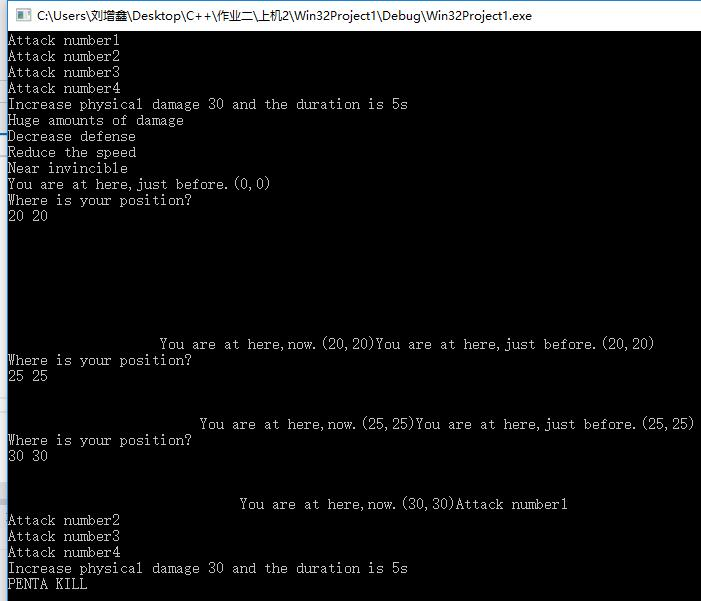 C:\Users\刘增鑫\Desktop\C++\作业二\上机2\Win32Project1\Debug\Win32Project1.exe
Attack number1
Attack number2
Attack number3
Attack number4
Increase physical damage 30 and the duration is 5s
Huge amounts of damage
Decrease defense
Reduce the speed
Near invincible
You are at here,just before.(0,0)
Where is your position?
20 20
You are at here,now.(20,20)You are at here,just before.(20,20)
Where is your position?
25 25
You are at here,now.(25,25)You are at here,just before.(25,25)
Where is your position?
30 30
You are at here,now.(30,30)Attack number1
Attack number2
Attack number3
Attack number4
Increase physical damage 30 and the duration is 5s
PENTA KILL